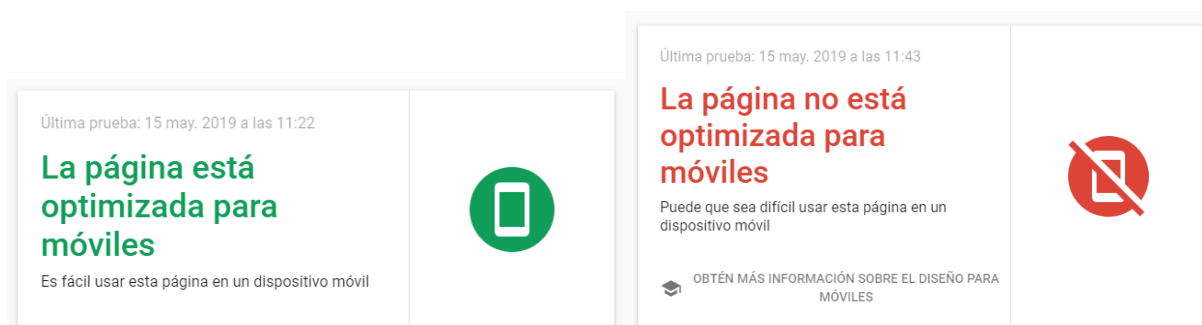 Última prueba: 15 may. 2019 a las 11:22
La página está
optimizada para
móviles
Es fácil usar esta página en un dispositivo móvil
Última prueba: 15 may. 2019 a las 11:43
La página no está
optimizada para
móviles
Puede que sea difícil usar esta página en un
dispositivo móvil
OBTÉN MÁS INFORMACIÓN SOBRE EL DISEÑO PARA
MÓVILES